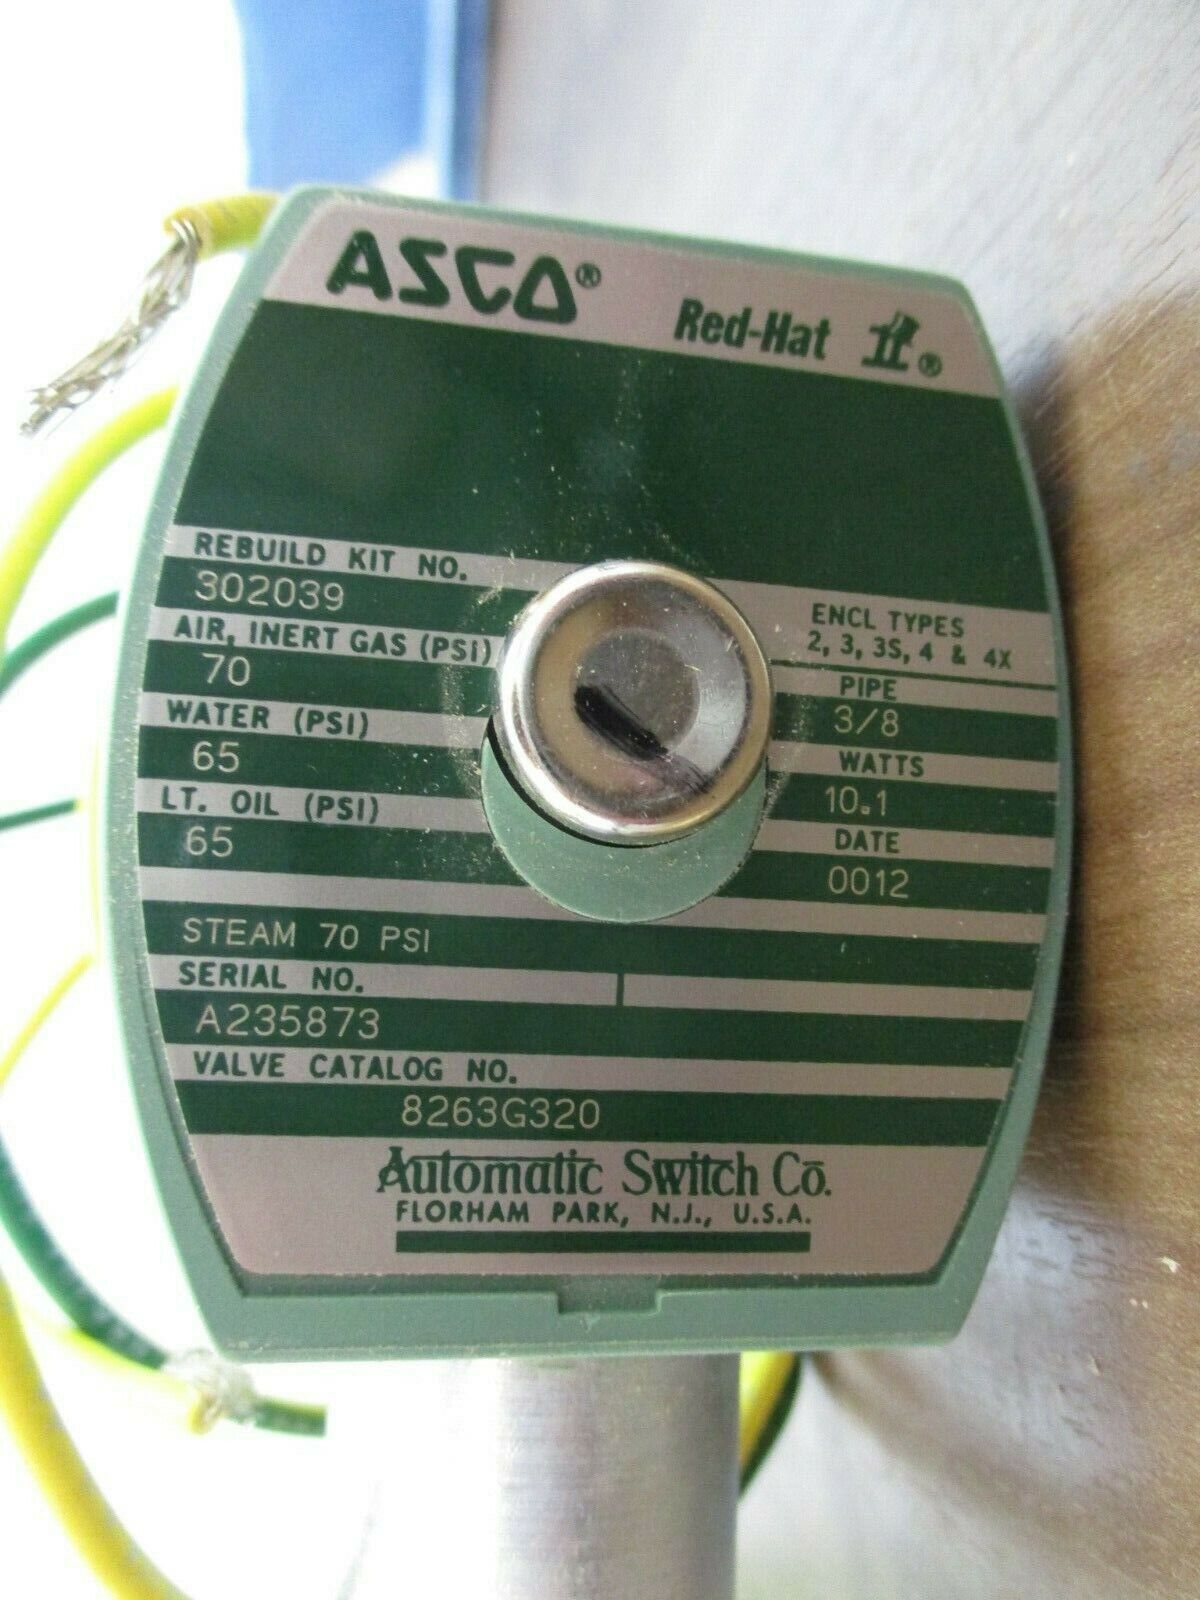 ASCO®
Red-Hat II®
REBUILD KIT NO.
302039
AIR, INERT GAS (PSI)
70
WATER (PSI)
65
LT. OIL (PSI)
65
ENCL TYPES
2, 3, 3S, 4 & 4X
PIPE
3/8
WATTS
10.1
DATE
0012
STEAM 70 PSI
SERIAL NO.
A235873
VALVE CATALOG NO.
8263G320
Automatic Switch Co.
FLORHAM PARK, N.J., U.S.A.